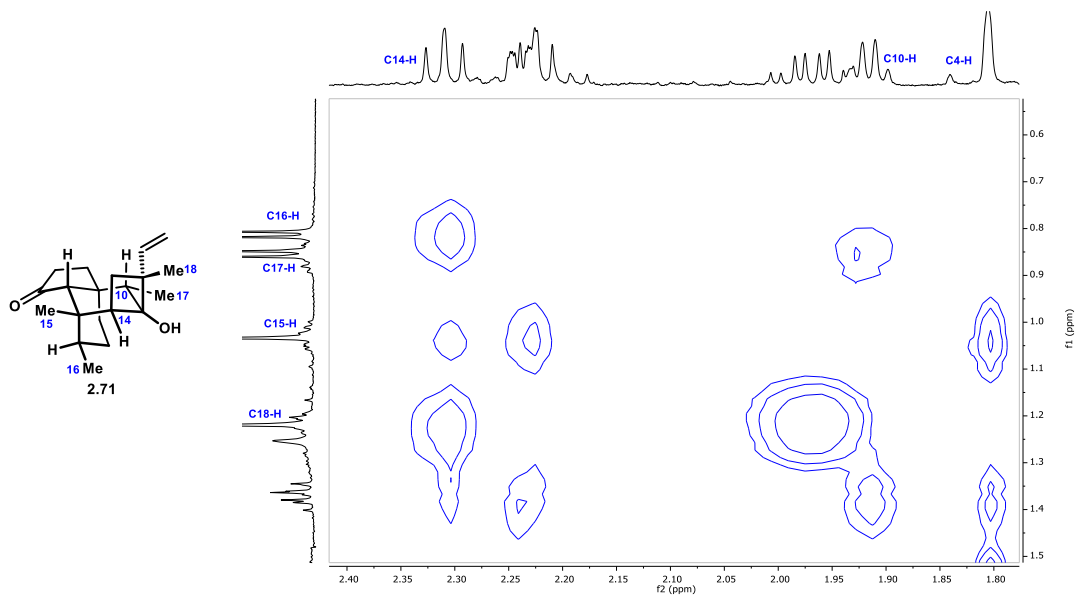 C14-H
C10-H
C4-H
C16-H
C17-H
C15-H
C18-H
H
H
Me18
10
Me
17
O
Me
15
14
OH
H
H
16 Me
2.71
0.6
0.7
0.8
0.9
1.0
1.1
1.2
1.3
1.4
1.5
f1 (ppm)
2.40 2.35 2.30 2.25 2.20 2.15 2.10 2.05 2.00 1.95 1.90 1.85 1.80
f2 (ppm)